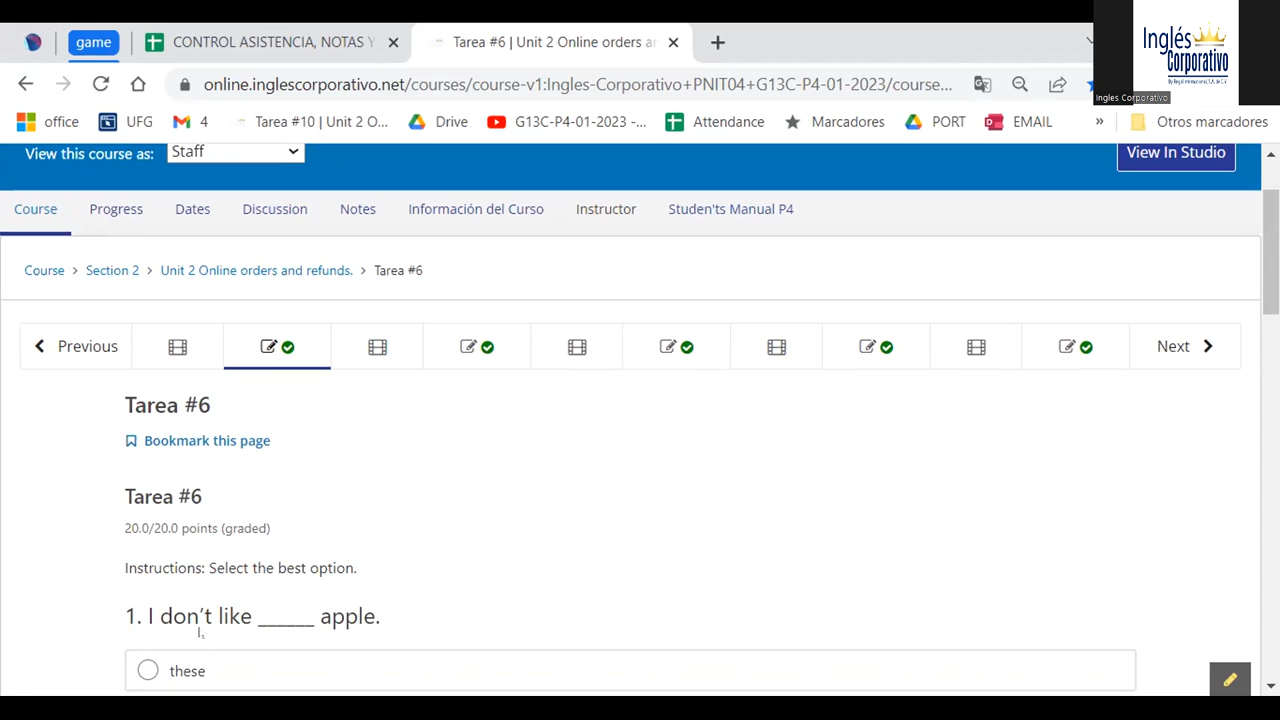 game
CONTROL ASISTENCIA, NOTAS Y
Tarea #6 | Unit 2 Online orders ar
Inglés
Corporativo
Ingles Corporativo
online.inglescorporativo.net/courses/course-v1:Ingles-Corporativo+PNIT04+G13C-P4-01-2023/course...
office
UFG
4
Tarea #10 | Unit 2 O...
Drive
G13C-P4-01-2023 -...
Attendance
Marcadores
PORT
EMAIL
»
Otros marcadores
View this course as:
Staff
View In Studio
Course
Progress
Dates
Discussion
Notes
Información del Curso
Instructor
Studen'ts Manual P4
Course > Section 2 > Unit 2 Online orders and refunds. > Tarea #6
Previous
Next
Tarea #6
Bookmark this page
Tarea #6
20.0/20.0 points (graded)
Instructions: Select the best option.
1. I don’t like ______ apple.
these